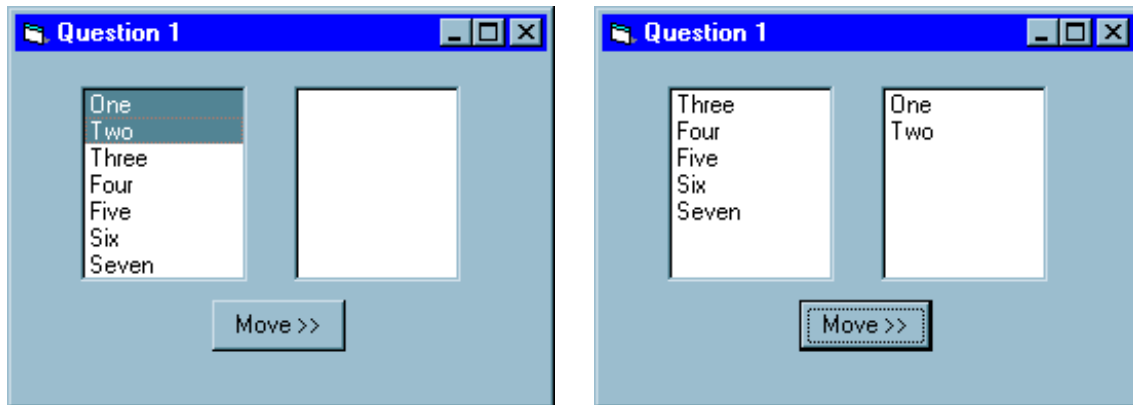 Question 1
One
Two
Three
Four
Five
Six
Seven
Move >>
Question 1
Three
Four
Five
Six
Seven
One
Two
Move >>